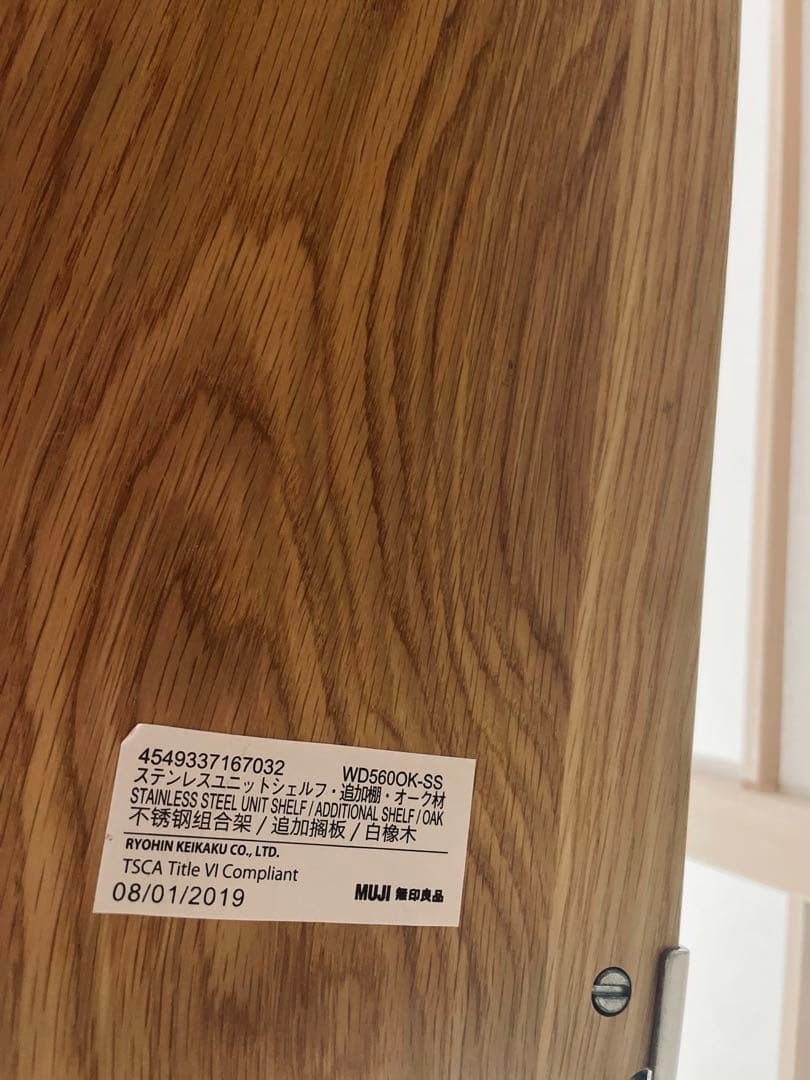 4549337167032 WD560OK-SS
ステンレスユニットシェルフ・追加棚・オーク材
STAINLESS STEEL UNIT SHELF / ADDITIONAL SHELF / OAK
不锈钢组合架 / 追加搁板 / 白橡木
RYOHIN KEIKAKU CO., LTD.
TSCA Title VI Compliant
08/01/2019 MUJI 無印良品